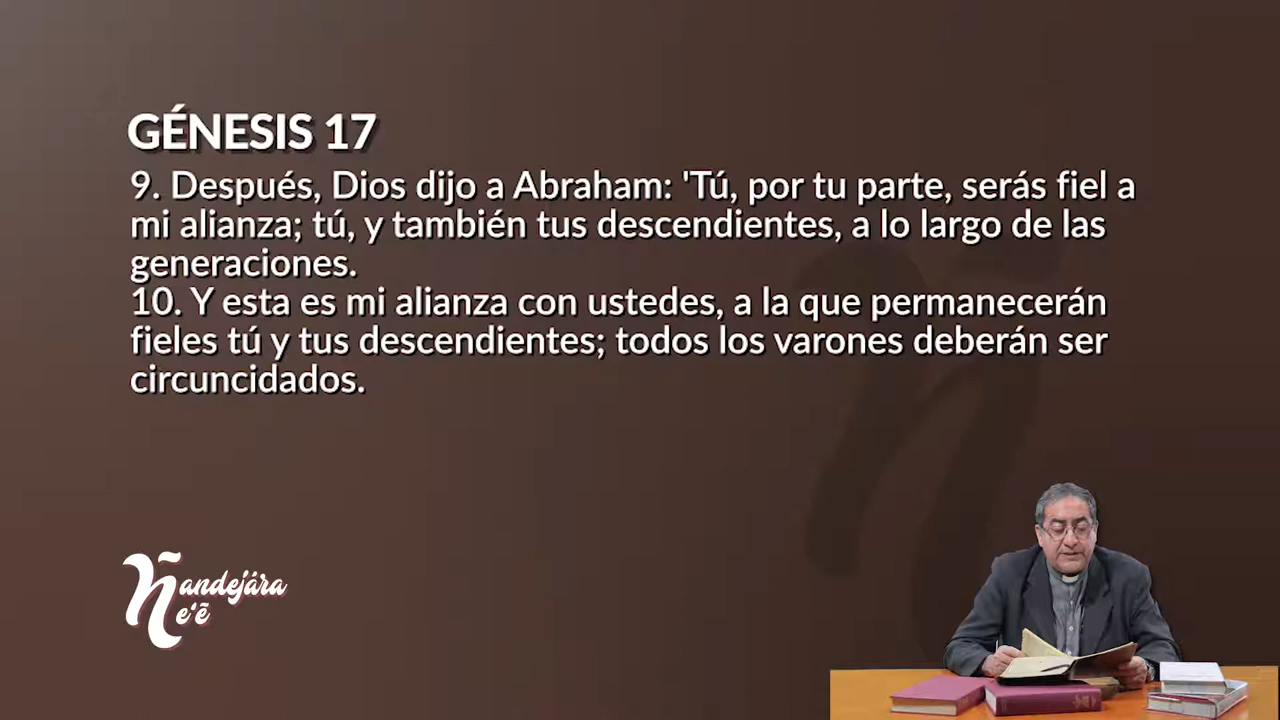 GÉNESIS 17
9. Después, Dios dijo a Abraham: 'Tú, por tu parte, serás fiel a
mi alianza; tú, y también tus descendientes, a lo largo de las
generaciones.
10. Y esta es mi alianza con ustedes, a la que permanecerán
fieles tú y tus descendientes; todos los varones deberán ser
circuncidados.
Ñandejára
Ñe'ẽ